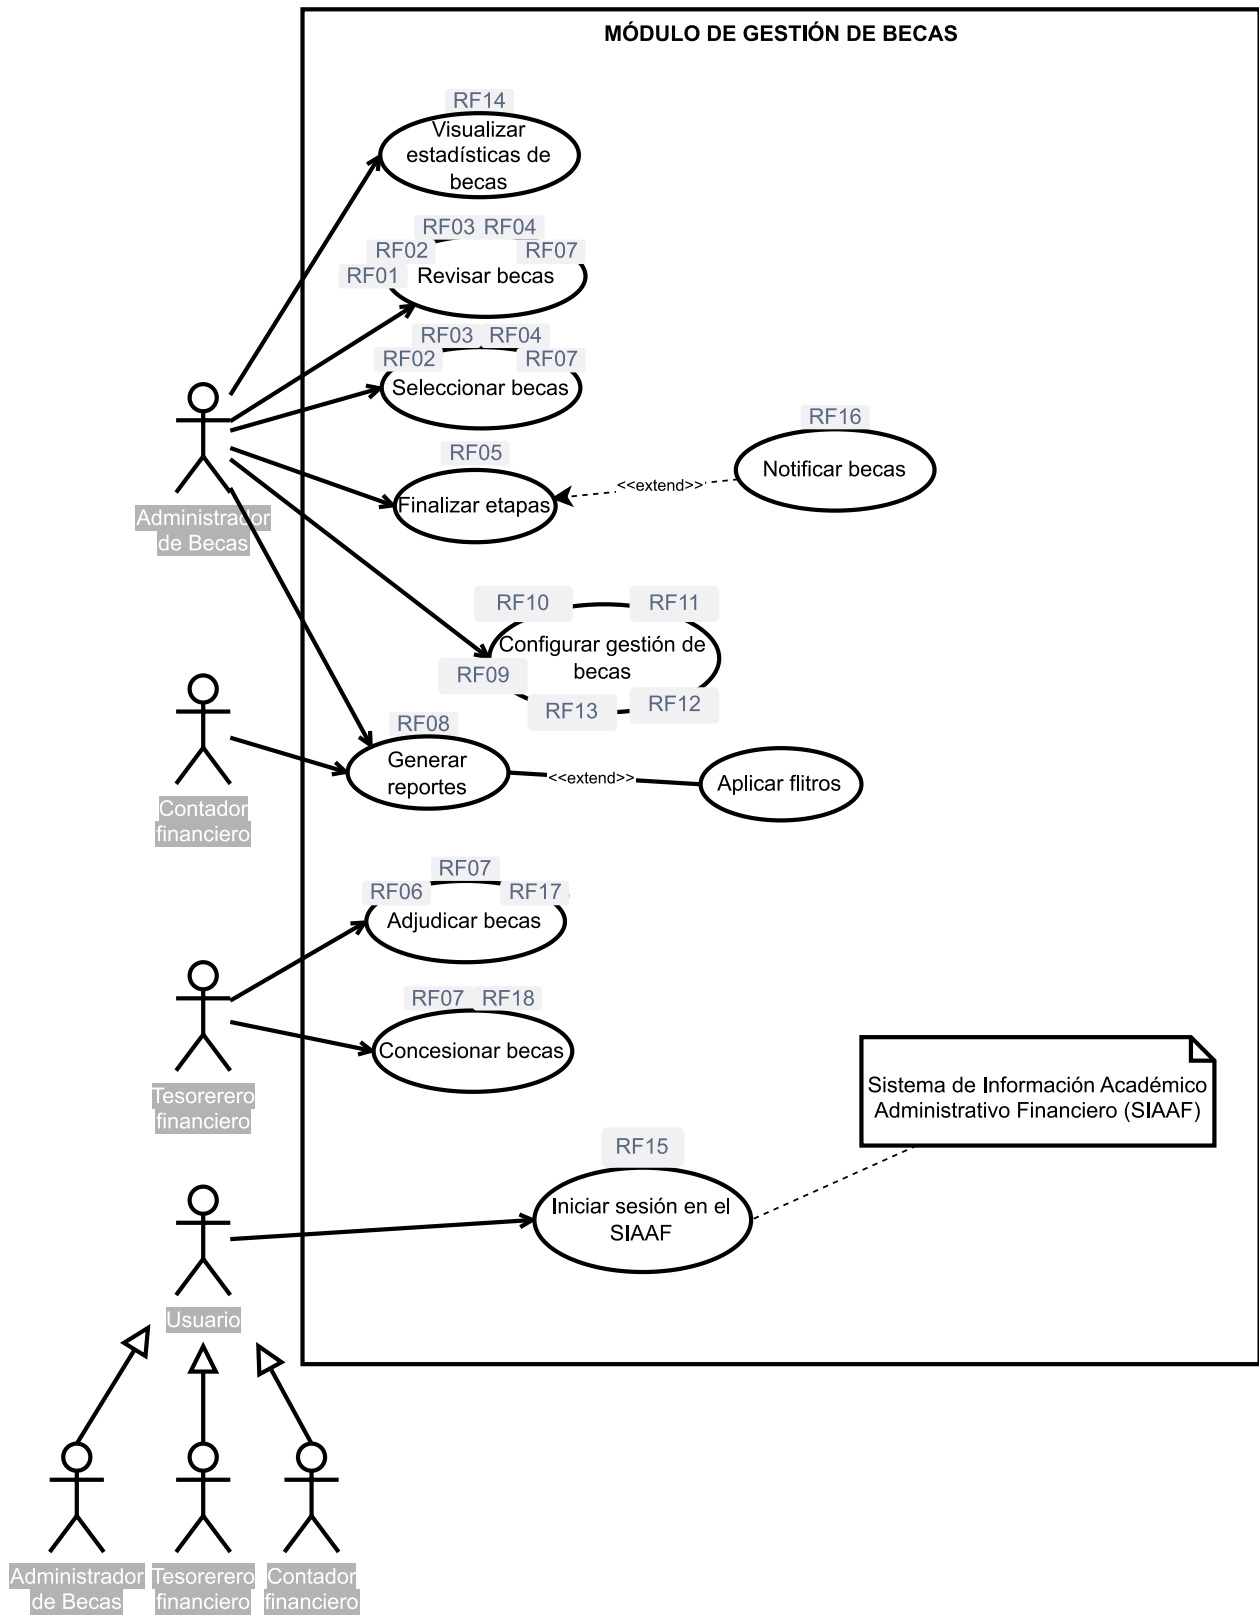 MÓDULO DE GESTIÓN DE BECAS
RF14
Visualizar
estadísticas de
becas
RF03 RF04
RF02 RF07
RF01 Revisar becas
RF03 RF04
RF02 RF07
Seleccionar becas
RF16
Notificar becas
RF05
<<extend>>
Finalizar etapas
Administrador
de Becas
RF10 RF11
Configurar gestión de
becas
RF09
RF13 RF12
RF08
Generar
reportes
<<extend>>
Aplicar flitros
Contador
financiero
RF07
RF06 RF17
Adjudicar becas
RF07 RF18
Concesionar becas
Tesorerero
financiero
Sistema de Información Académico
Administrativo Financiero (SIAAF)
RF15
Iniciar sesión en el
SIAAF
Usuario
Administrador
de Becas
Tesorerero
financiero
Contador
financiero